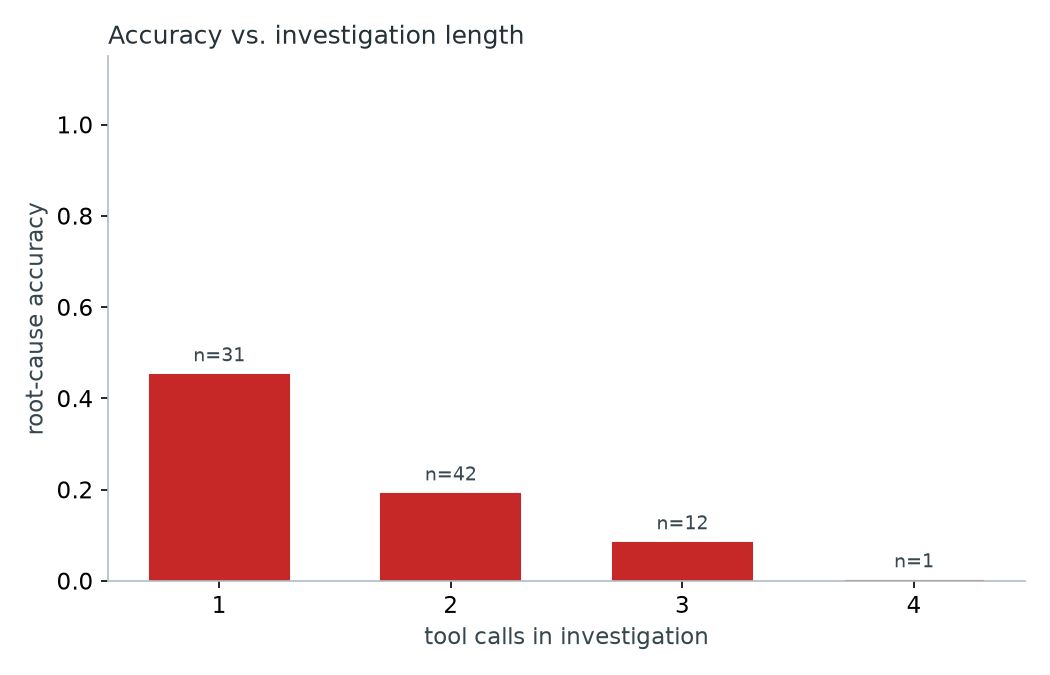 Accuracy vs. investigation length
root-cause accuracy
1.0
0.8
0.6
0.4
0.2
0.0
n=31
n=42
n=12
n=1
1 2 3 4
tool calls in investigation